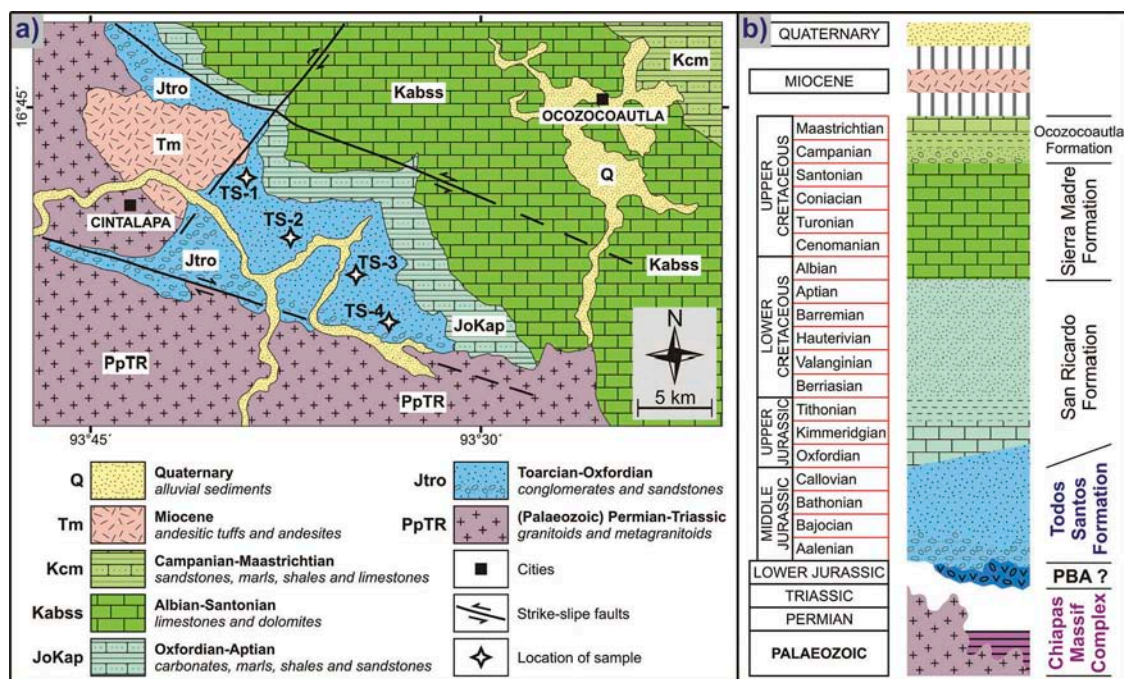 a)
Jtro
Kabss
Kcm
16°45´
OCOZOCOAUTLA
Tm
Q
TS-1
CINTALAPA
TS-2
Jtro
TS-3
Kabss
TS-4
JoKap
N
PpTR
PpTR
5 km
93°45´
93°30´
Q
Quaternary
alluvial sediments
Tm
Miocene
andesitic tuffs and andesites
Kcm
Campanian-Maastrichtian
sandstones, marls, shales and limestones
Kabss
Albian-Santonian
limestones and dolomites
JoKap
Oxfordian-Aptian
carbonates, marls, shales and sandstones
Jtro
Toarcian-Oxfordian
conglomerates and sandstones
PpTR
(Palaeozoic) Permian-Triassic
granitoids and metagranitoids
Cities
Strike-slipe faults
Location of sample
b)
QUATERNARY
MIOCENE
UPPER
CRETACEOUS
Maastrichtian
Campanian
Santonian
Coniacian
Turonian
Cenomanian
LOWER
CRETACEOUS
Albian
Aptian
Barremian
Hauterivian
Valanginian
Berriasian
UPPER
JURASSIC
Tithonian
Kimmeridgian
Oxfordian
MIDDLE
JURASSIC
Callovian
Bathonian
Bajocian
Aalenian
LOWER JURASSIC
TRIASSIC
PERMIAN
PALAEOZOIC
Ocozocoautla
Formation
Sierra Madre
Formation
San Ricardo
Formation
Todos
Santos
Formation
PBA ?
Chiapas
Massif
Complex